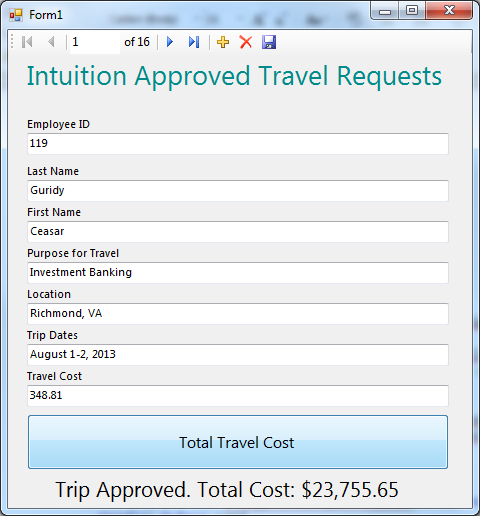 Form1
1 of 16
Intuition Approved Travel Requests
Employee ID
119
Last Name
Guridy
First Name
Ceasar
Purpose for Travel
Investment Banking
Location
Richmond, VA
Trip Dates
August 1-2, 2013
Travel Cost
348.81
Total Travel Cost
Trip Approved. Total Cost: $23,755.65